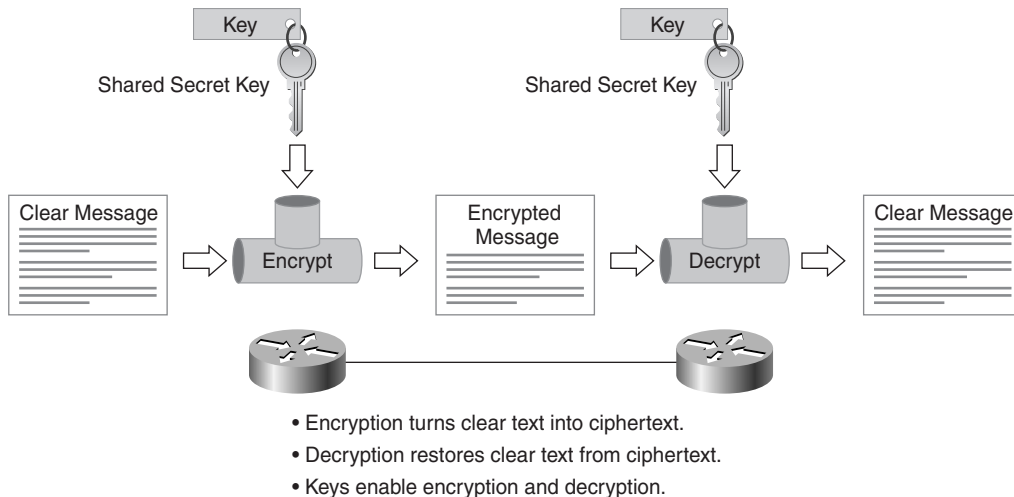 Key
Key
Shared Secret Key
Shared Secret Key
Clear Message
Encrypt
Encrypted
Message
Decrypt
Clear Message
• Encryption turns clear text into ciphertext.
• Decryption restores clear text from ciphertext.
• Keys enable encryption and decryption.